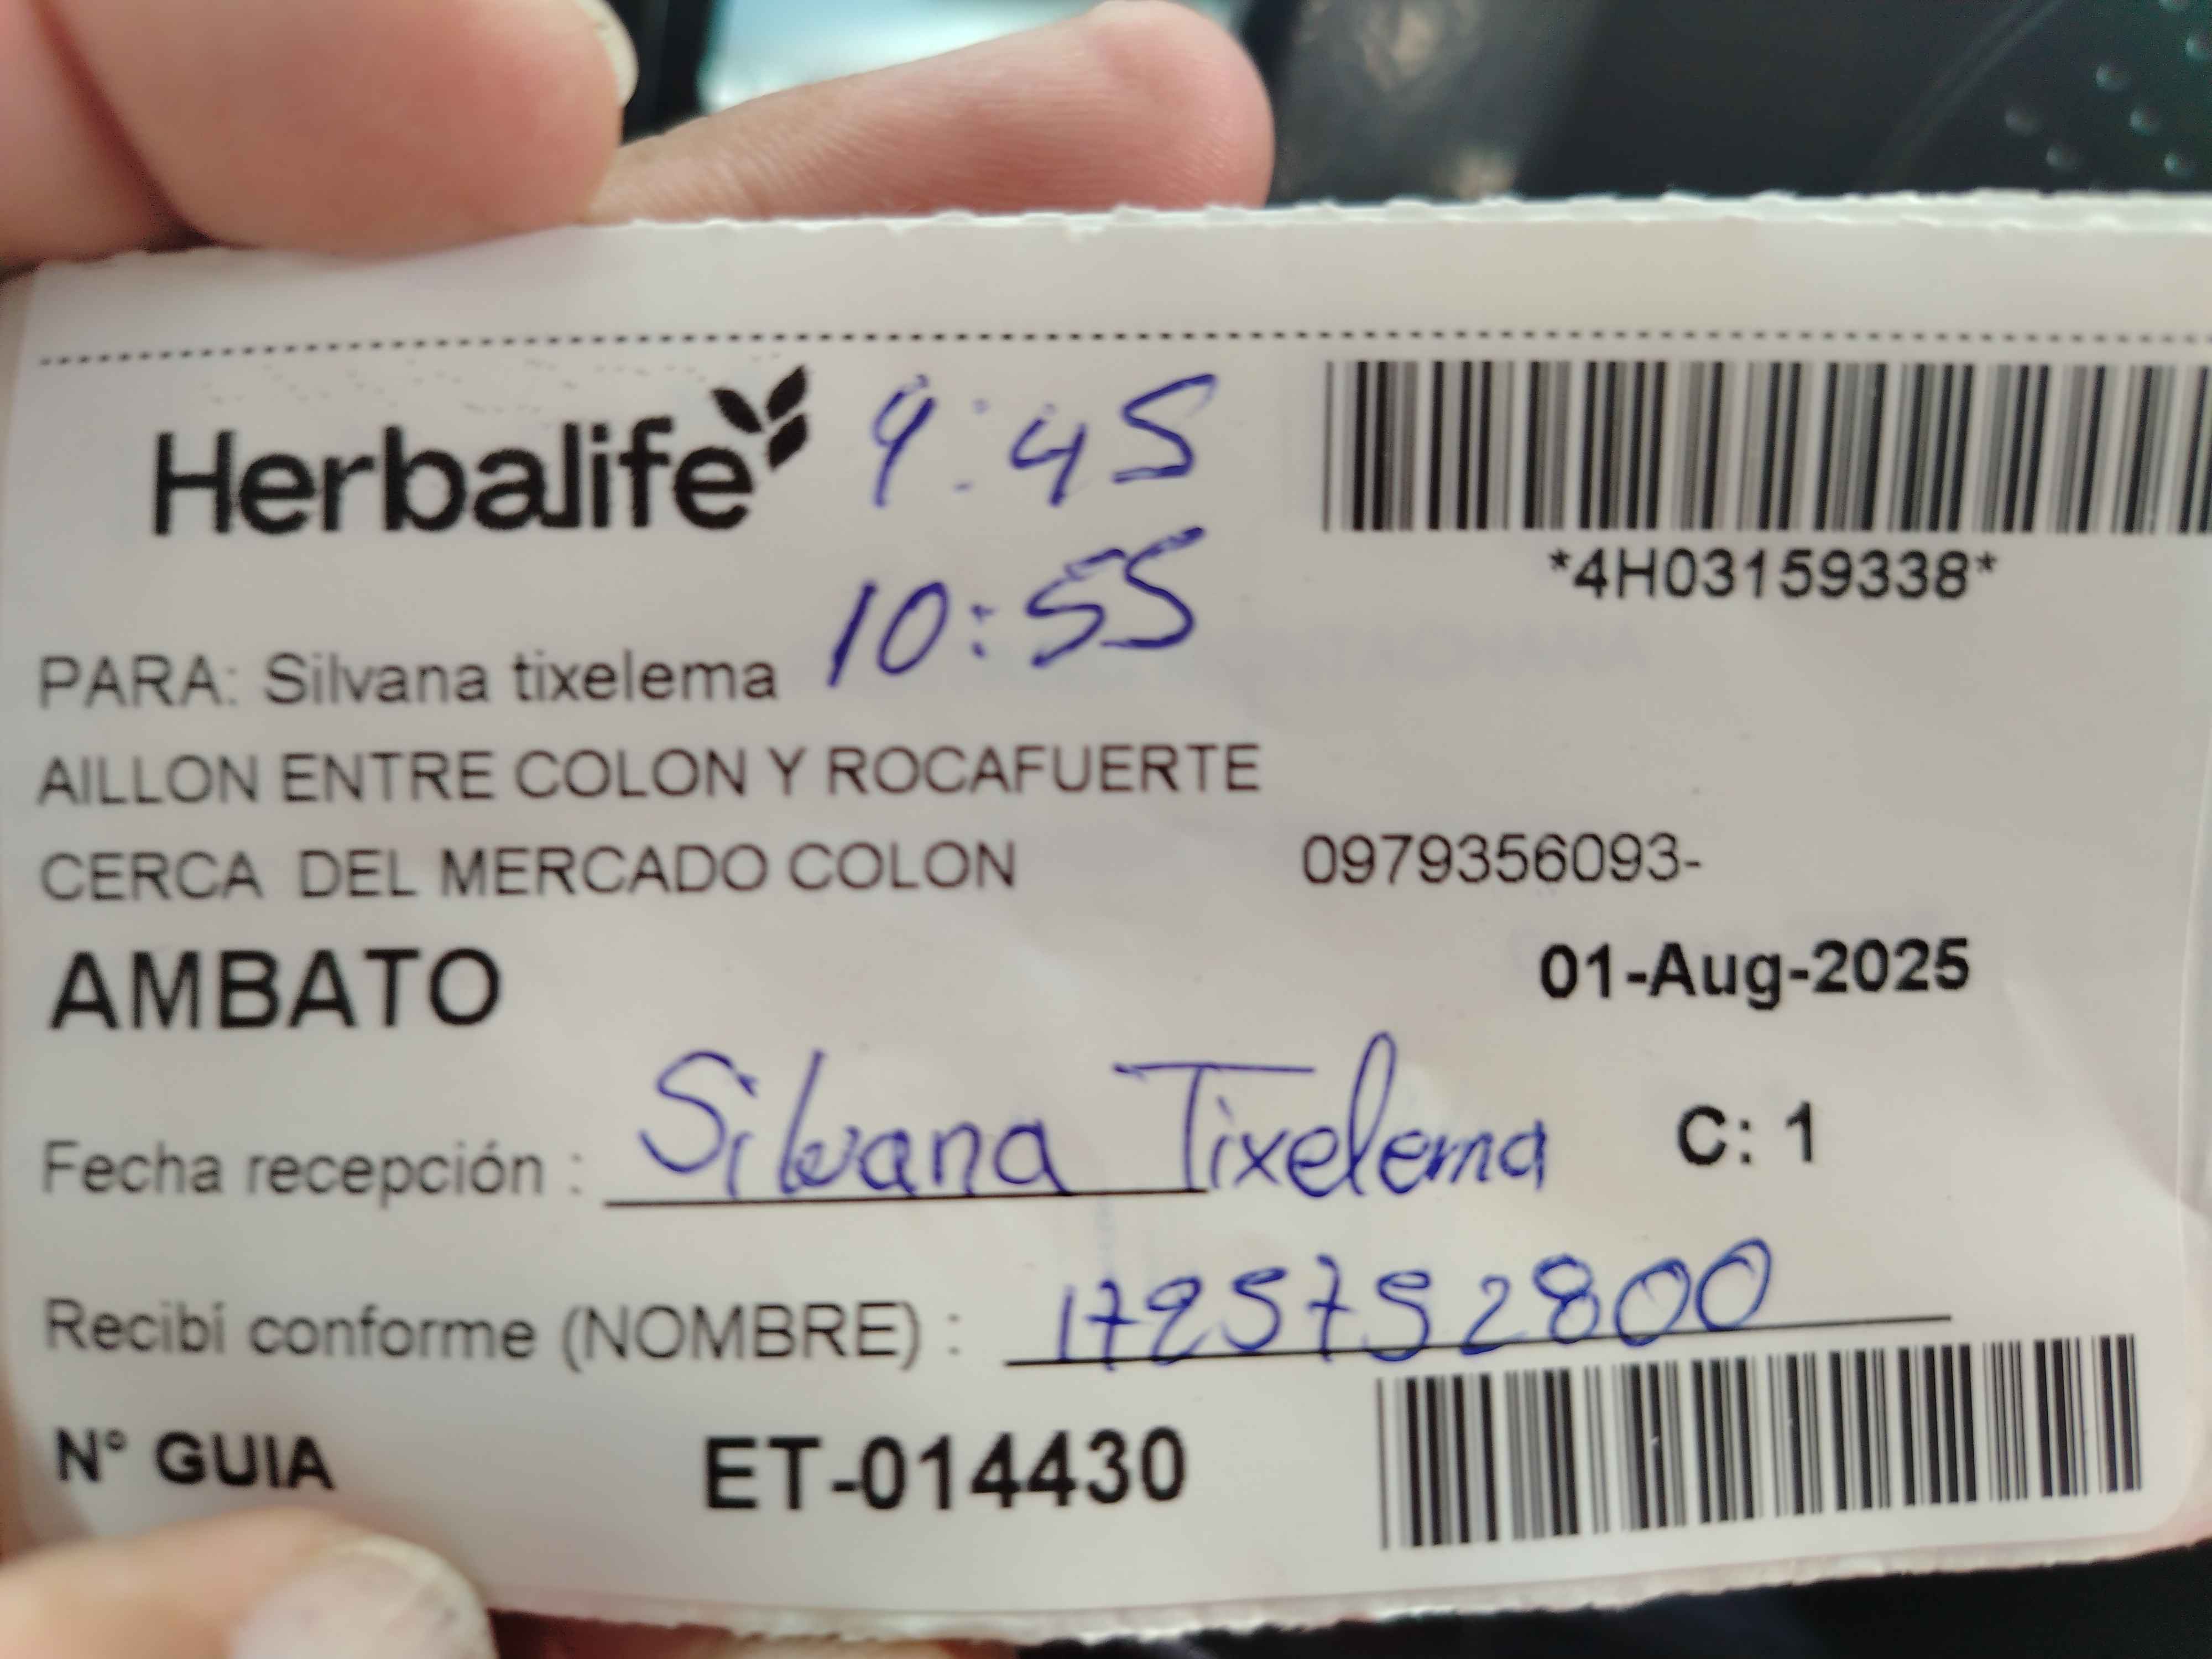 Herbalife 9:45
10:55
*4H03159338*
PARA: Silvana tixelema
AILLON ENTRE COLON Y ROCAFUERTE
CERCA DEL MERCADO COLON 0979356093-
AMBATO 01-Aug-2025
Fecha recepción : Silvana Tixelema C: 1
Recibí conforme (NOMBRE) : 1725752800
N° GUIA ET-014430